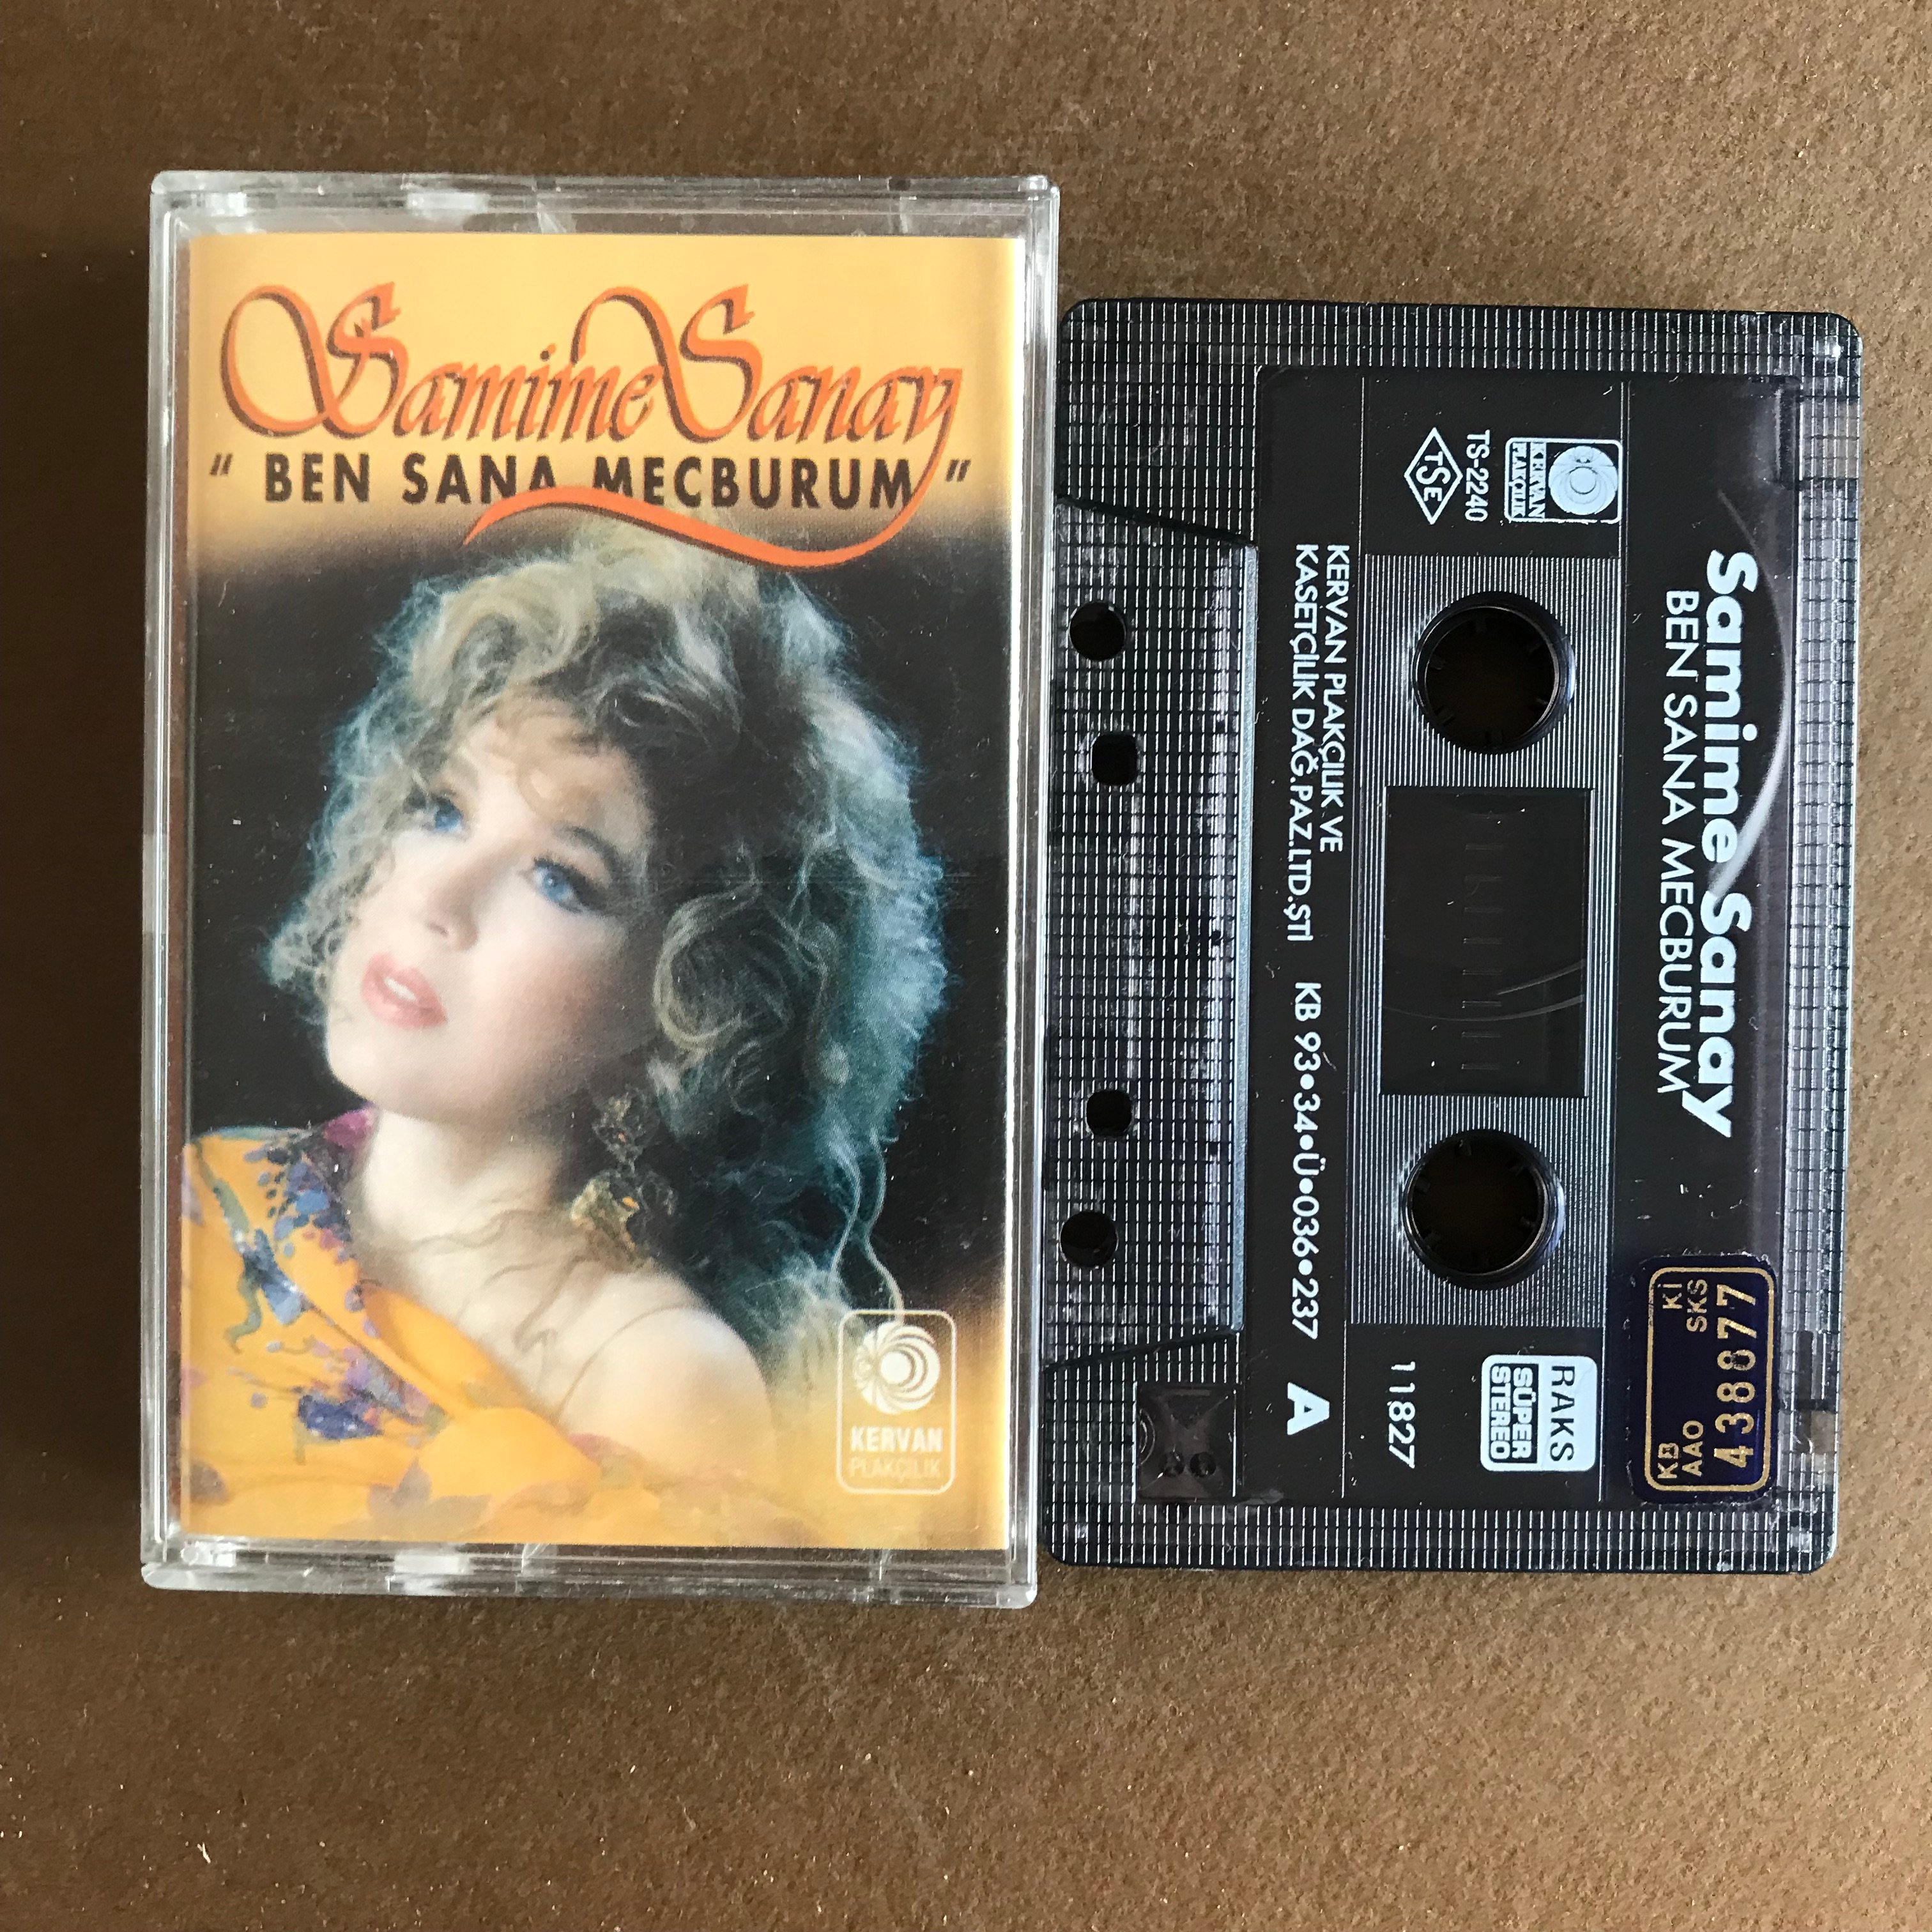 Samime Sanay
" BEN SANA MECBURUM "
KERVAN
PLAKÇILIK
Samime Sanay
BEN SANA MECBURUM
KERVAN
PLAKÇILIK
TS-2240
TSE
RAKS
SÜPER
STEREO
11827
KERVAN PLAKÇILIK VE
KASETÇİLİK DAĞ.PAZ.LTD.ŞTİ KB 93•34•Ü•036•237 A
KB Kİ
AAO SKS
438877